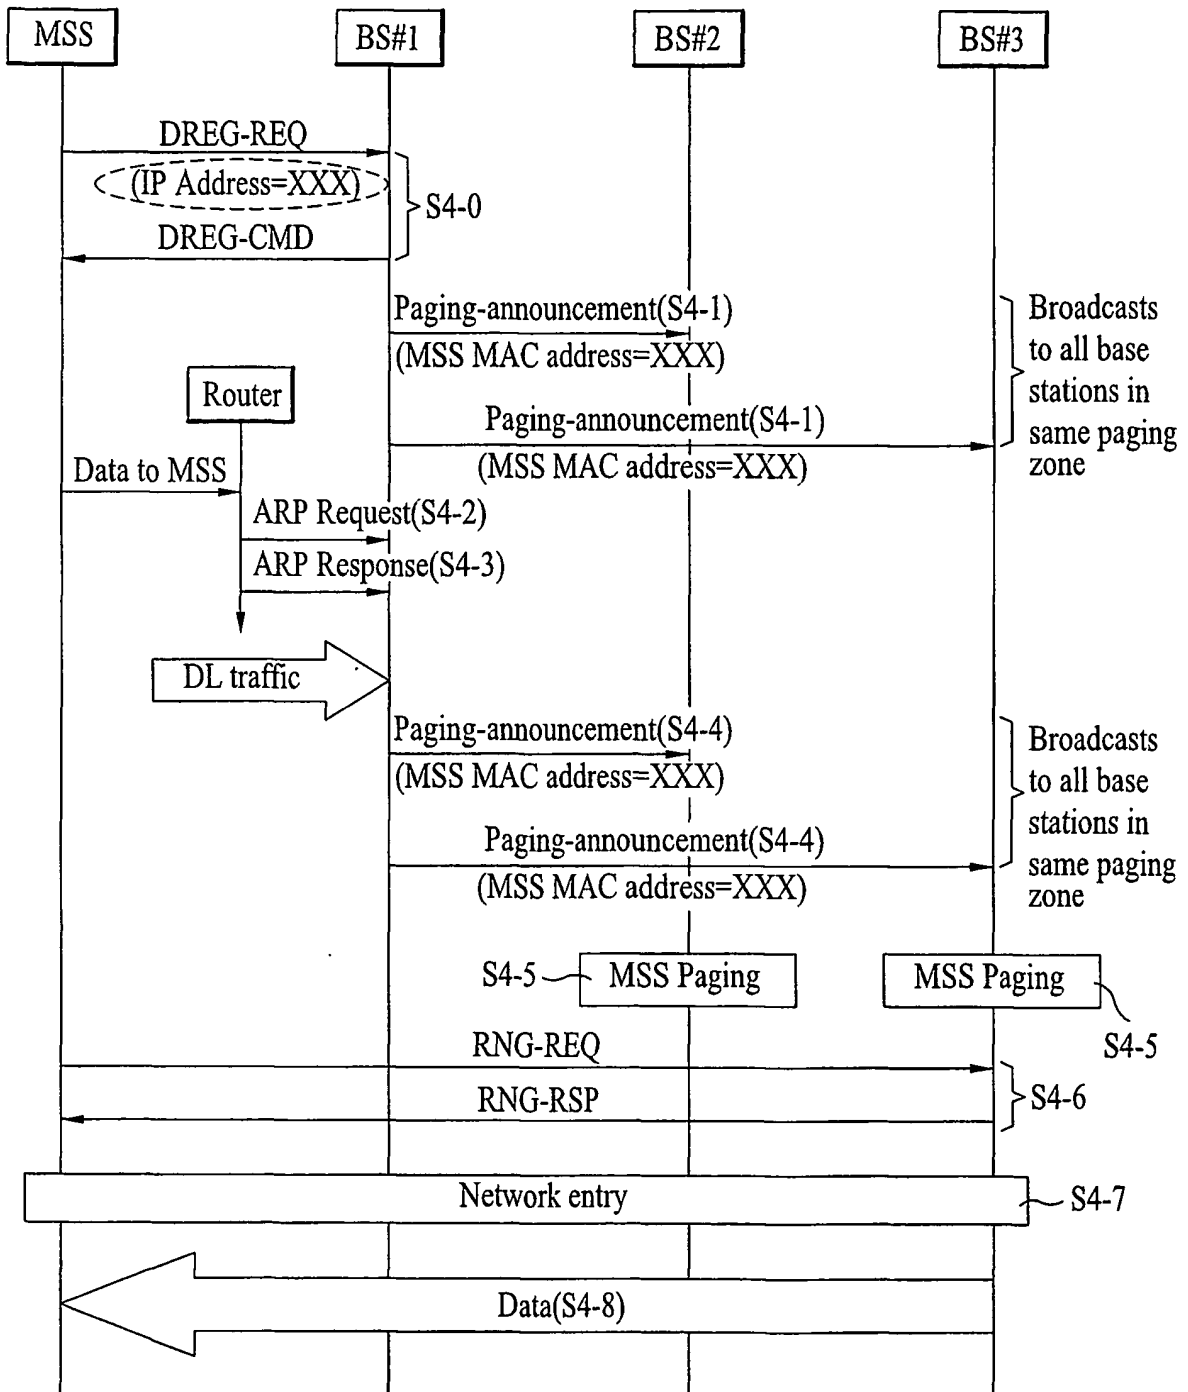 MSS
BS#1
BS#2
BS#3
DREG-REQ
(IP Address=XXX)
S4-0
DREG-CMD
Paging-announcement(S4-1)
(MSS MAC address=XXX)
Broadcasts
to all base
stations in
same paging
zone
Router
Paging-announcement(S4-1)
(MSS MAC address=XXX)
Data to MSS
ARP Request(S4-2)
ARP Response(S4-3)
DL traffic
Paging-announcement(S4-4)
(MSS MAC address=XXX)
Broadcasts
to all base
stations in
same paging
zone
Paging-announcement(S4-4)
(MSS MAC address=XXX)
S4-5
MSS Paging
MSS Paging
S4-5
RNG-REQ
RNG-RSP
S4-6
Network entry
S4-7
Data(S4-8)